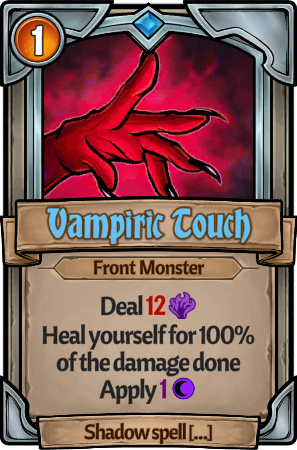 1
Vampiric Touch
Front Monster
Deal 12
Heal yourself for 100%
of the damage done
Apply 1
Shadow spell [...]